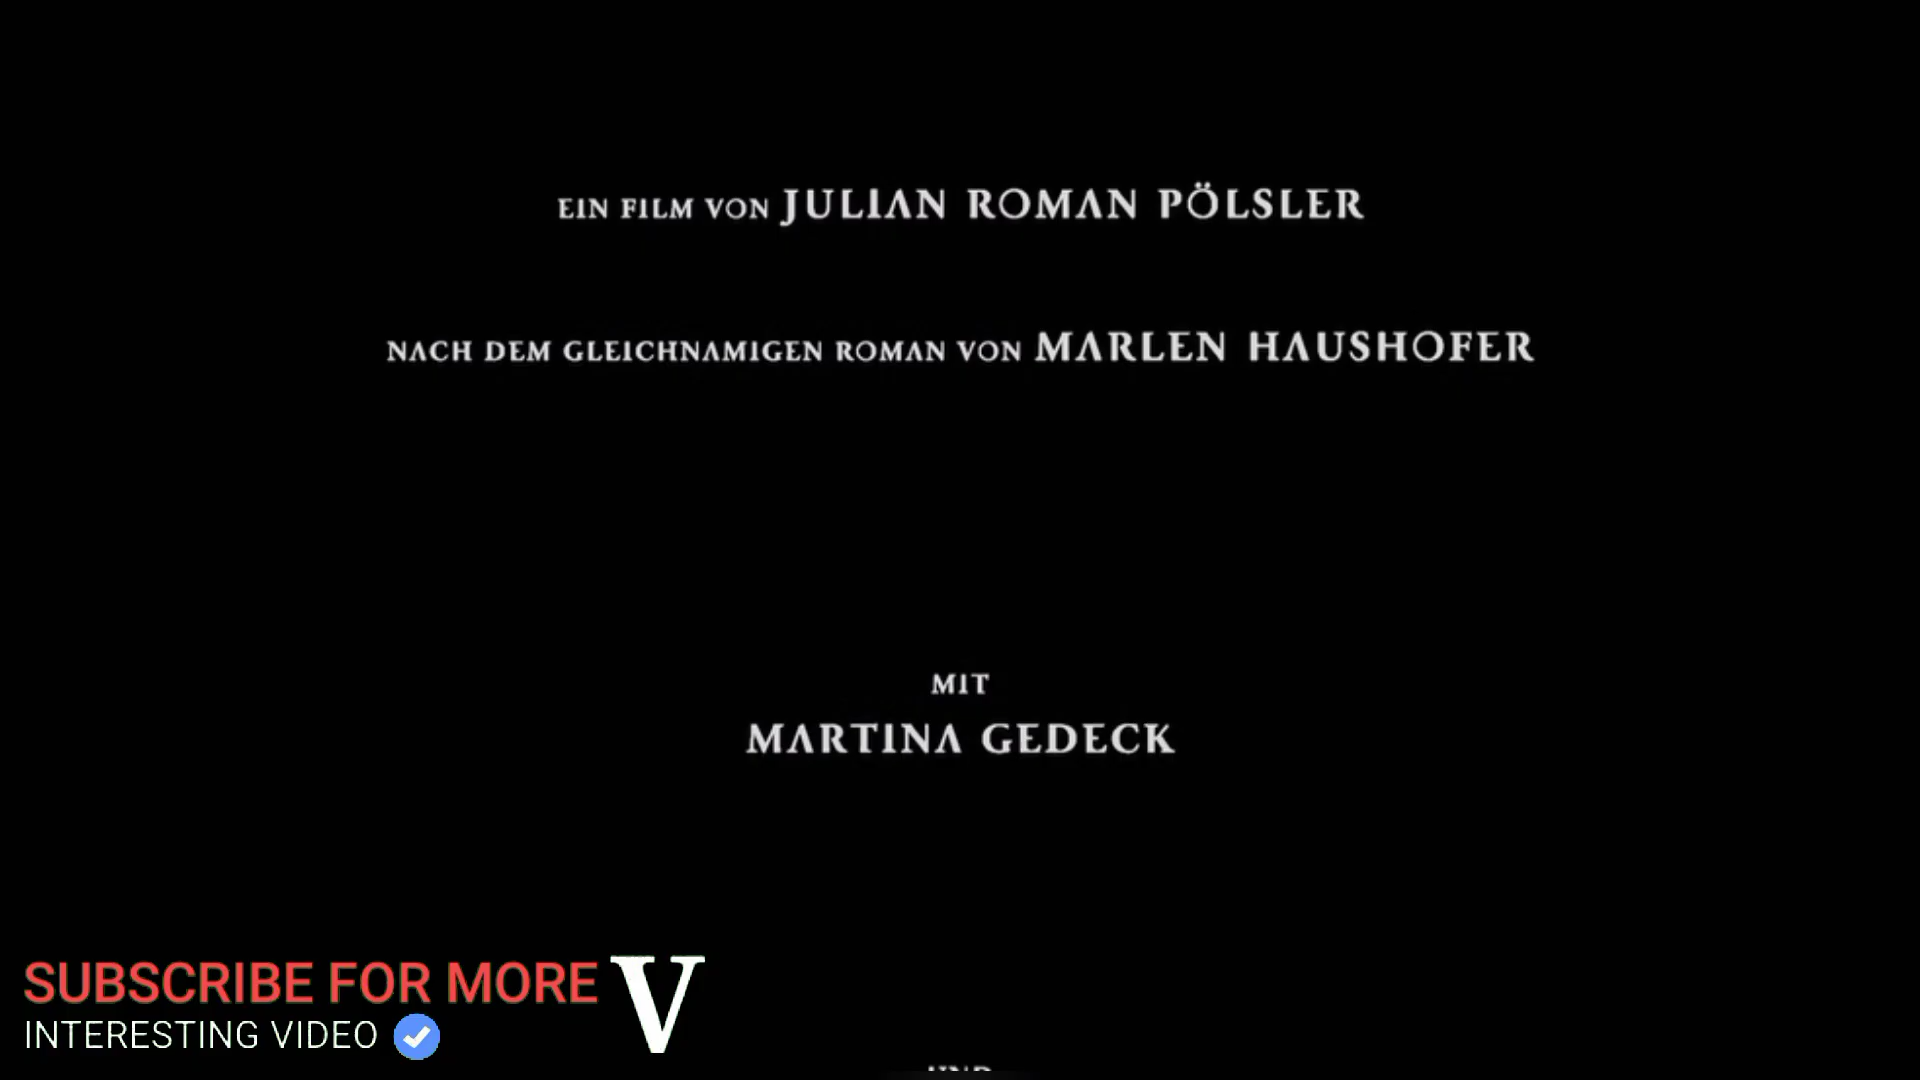 EIN FILM VON JULIAN ROMAN PÖLSLER
NACH DEM GLEICHNAMIGEN ROMAN VON MARLEN HAUSHOFER
MIT
MARTINA GEDECK
SUBSCRIBE FOR MORE V
INTERESTING VIDEO
UND